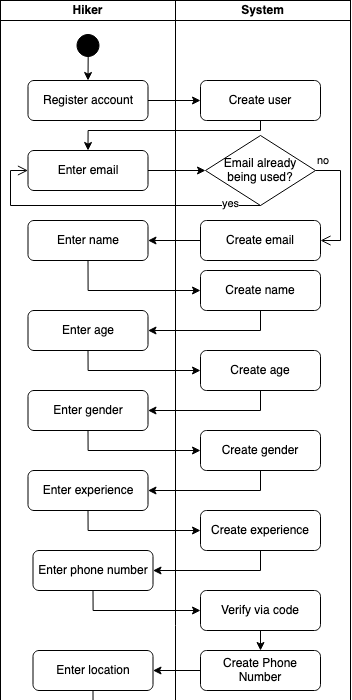 Hiker
System
Register account
Create user
Enter email
Email already
being used?
no
yes
Enter name
Create email
Create name
Enter age
Create age
Enter gender
Create gender
Enter experience
Create experience
Enter phone number
Verify via code
Enter location
Create Phone
Number